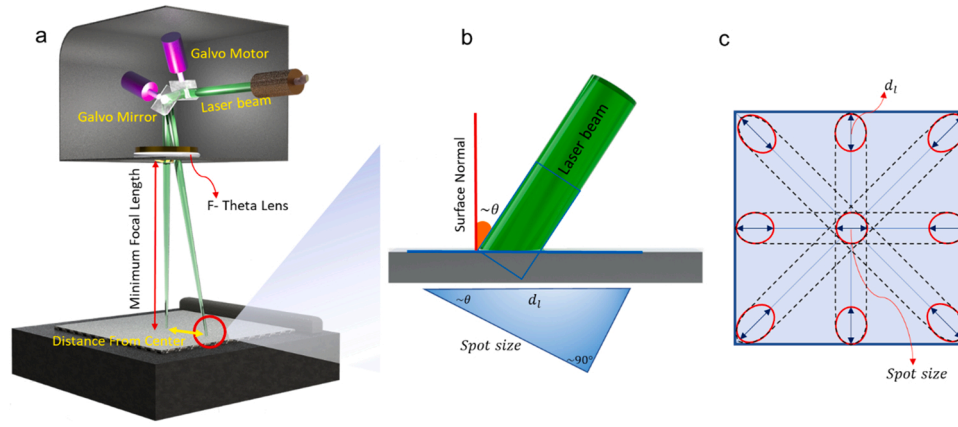 a
Galvo Motor
Laser beam
Galvo Mirror
F- Theta Lens
Minimum Focal Length
Distance From Center
b
Laser beam
Surface Normal
~θ
~θ
d_l
Spot size
~90°
c
d_l
Spot size